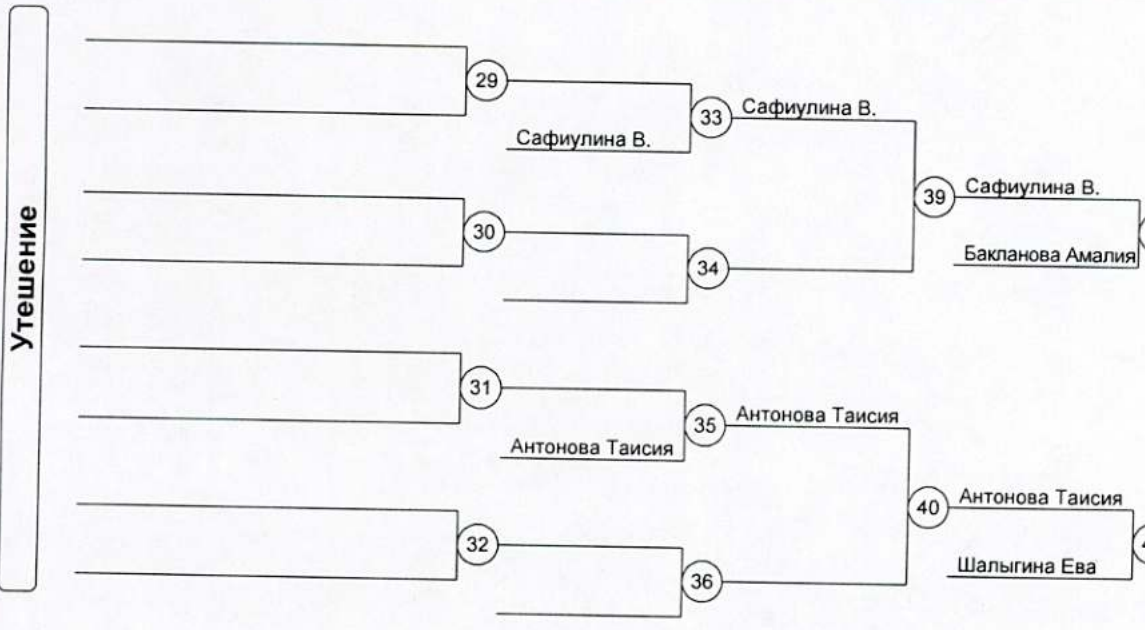 Утешение
29
33
Сафиулина В.
Сафиулина В.
39
Сафиулина В.
30
34
Бакланова Амалия
31
35
Антонова Таисия
Антонова Таисия
40
Антонова Таисия
32
36
Шалыгина Ева